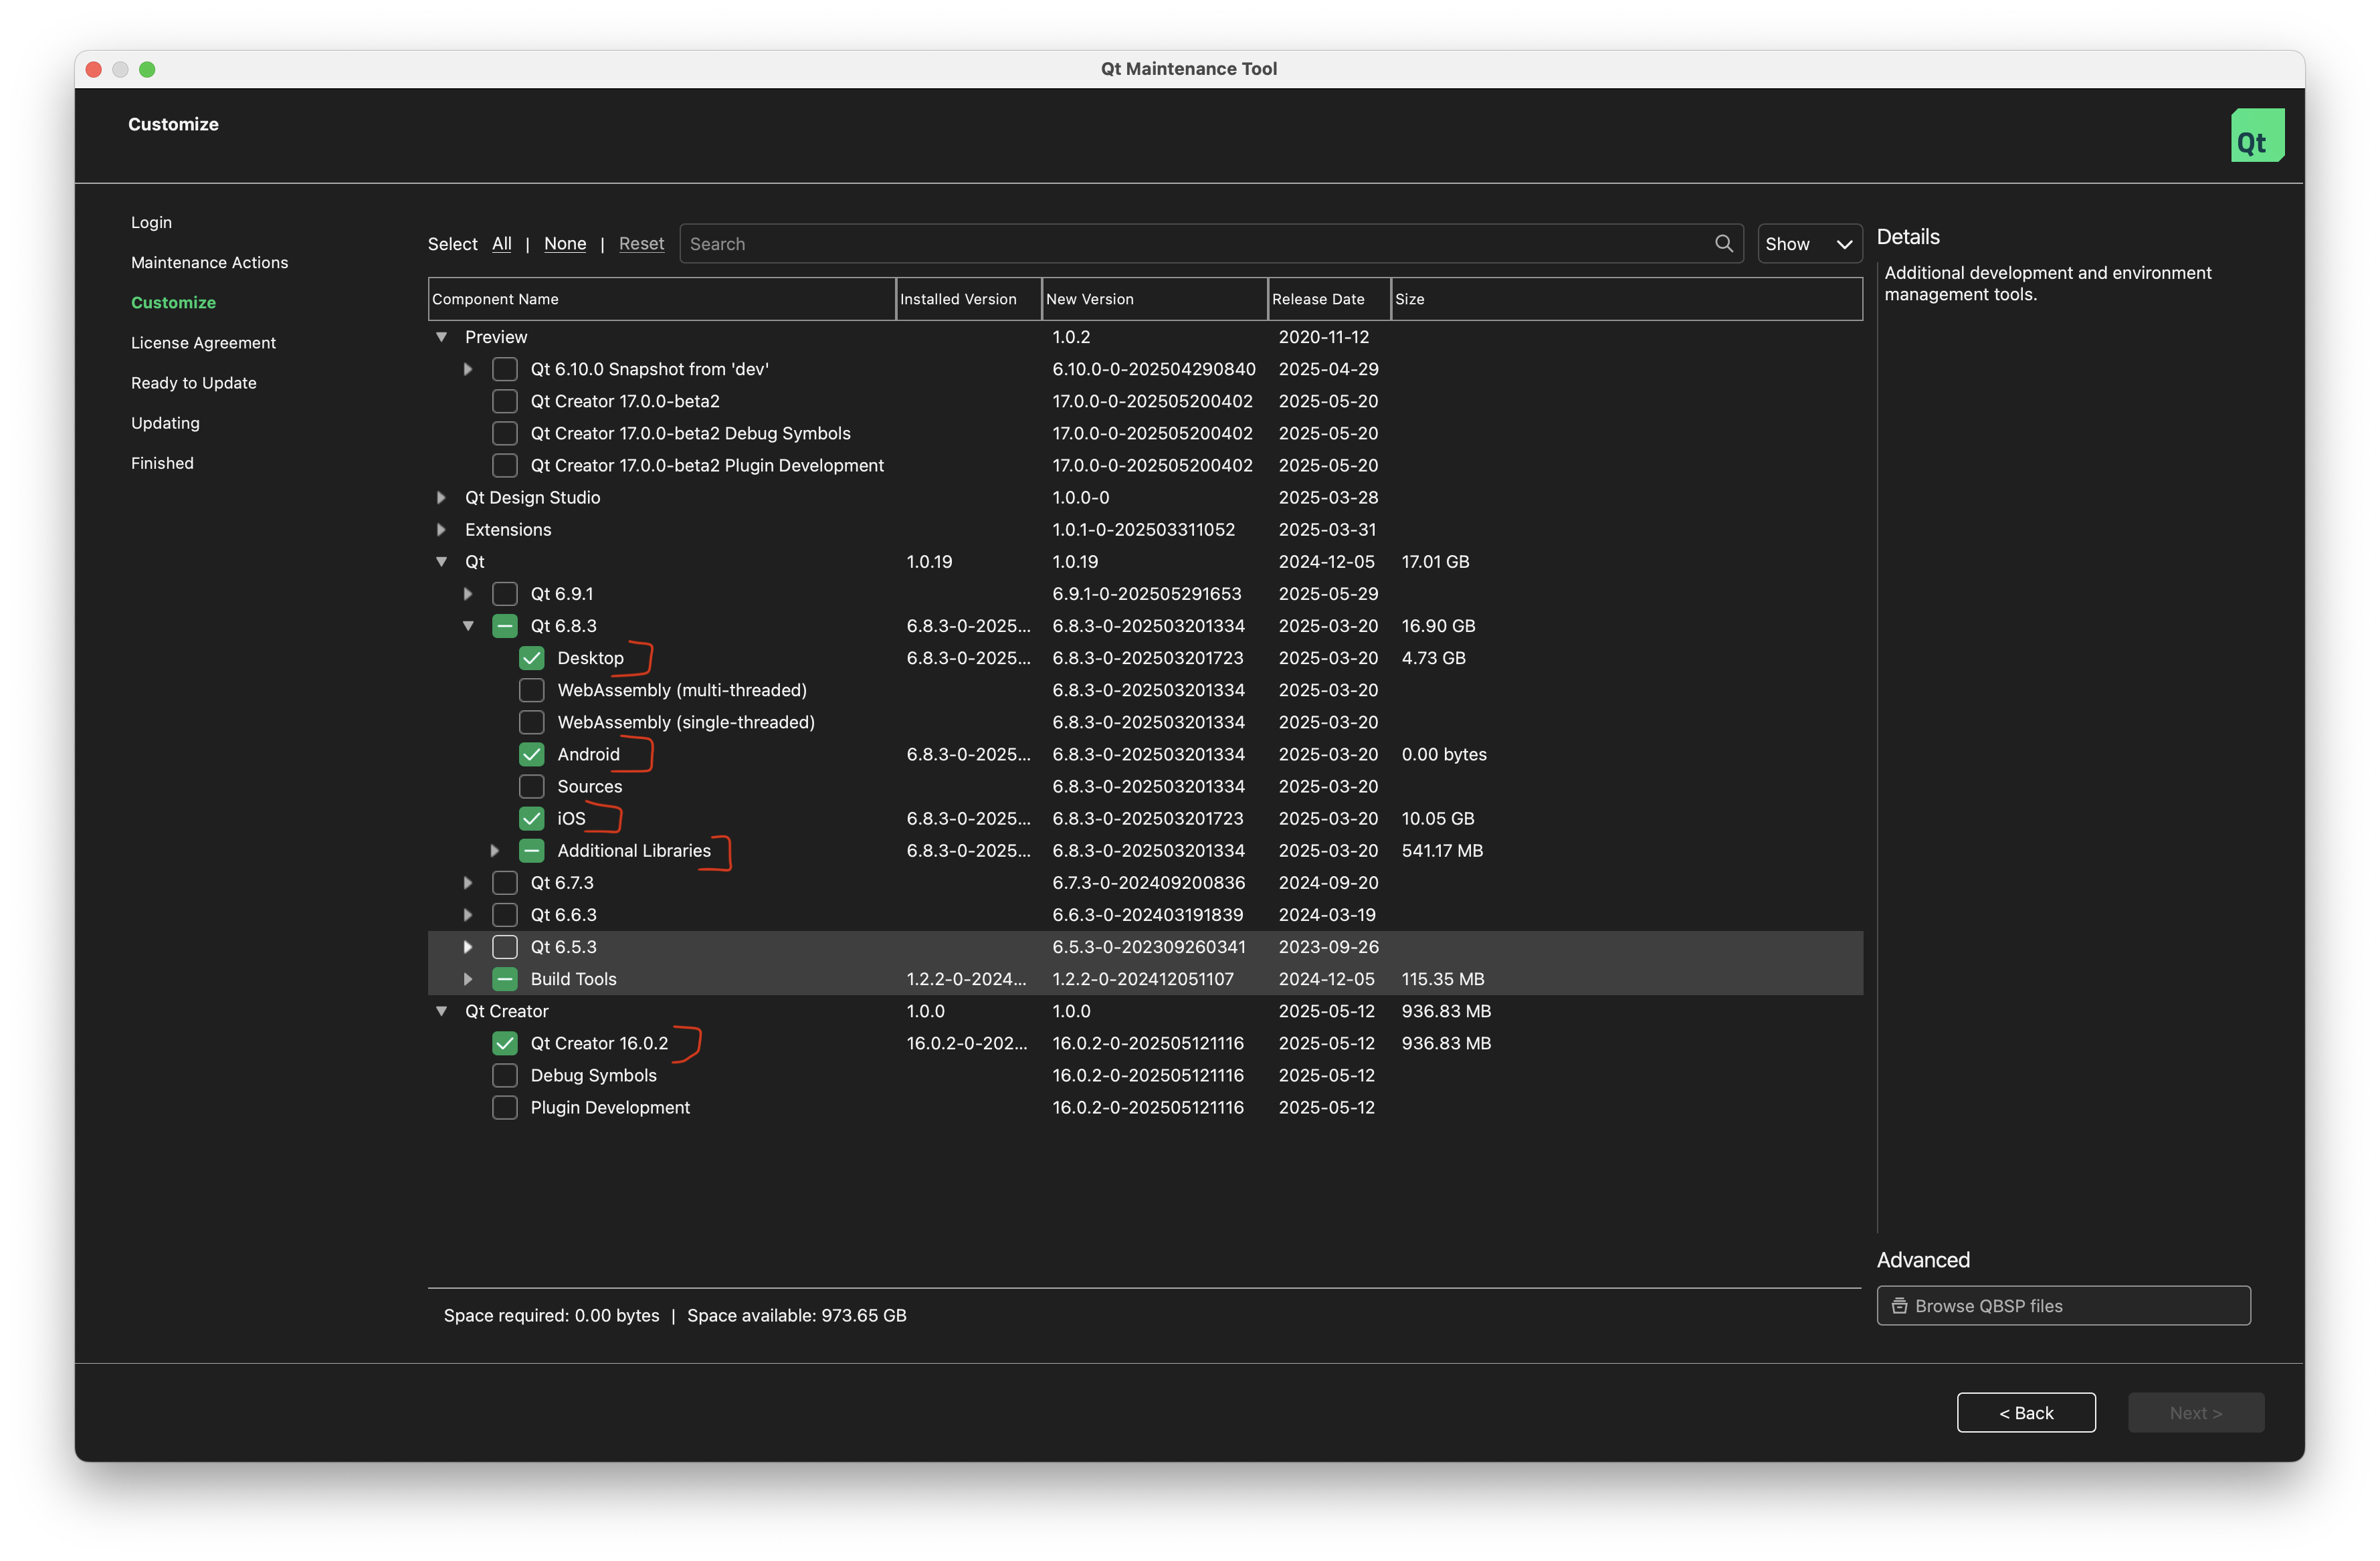 Qt Maintenance Tool
Customize
Qt
Login
Maintenance Actions
Customize
License Agreement
Ready to Update
Updating
Finished
Select All | None | Reset Search Show
Component Name Installed Version New Version Release Date Size
Preview 1.0.2 2020-11-12
Qt 6.10.0 Snapshot from 'dev' 6.10.0-0-202504290840 2025-04-29
Qt Creator 17.0.0-beta2 17.0.0-0-202505200402 2025-05-20
Qt Creator 17.0.0-beta2 Debug Symbols 17.0.0-0-202505200402 2025-05-20
Qt Creator 17.0.0-beta2 Plugin Development 17.0.0-0-202505200402 2025-05-20
Qt Design Studio 1.0.0-0 2025-03-28
Extensions 1.0.1-0-202503311052 2025-03-31
Qt 1.0.19 1.0.19 2024-12-05 17.01 GB
Qt 6.9.1 6.9.1-0-202505291653 2025-05-29
Qt 6.8.3 6.8.3-0-2025... 6.8.3-0-202503201334 2025-03-20 16.90 GB
Desktop 6.8.3-0-2025... 6.8.3-0-202503201723 2025-03-20 4.73 GB
WebAssembly (multi-threaded) 6.8.3-0-202503201334 2025-03-20
WebAssembly (single-threaded) 6.8.3-0-202503201334 2025-03-20
Android 6.8.3-0-2025... 6.8.3-0-202503201334 2025-03-20 0.00 bytes
Sources 6.8.3-0-202503201334 2025-03-20
iOS 6.8.3-0-2025... 6.8.3-0-202503201723 2025-03-20 10.05 GB
Additional Libraries 6.8.3-0-2025... 6.8.3-0-202503201334 2025-03-20 541.17 MB
Qt 6.7.3 6.7.3-0-202409200836 2024-09-20
Qt 6.6.3 6.6.3-0-202403191839 2024-03-19
Qt 6.5.3 6.5.3-0-202309260341 2023-09-26
Build Tools 1.2.2-0-2024... 1.2.2-0-202412051107 2024-12-05 115.35 MB
Qt Creator 1.0.0 1.0.0 2025-05-12 936.83 MB
Qt Creator 16.0.2 16.0.2-0-202... 16.0.2-0-202505121116 2025-05-12 936.83 MB
Debug Symbols 16.0.2-0-202505121116 2025-05-12
Plugin Development 16.0.2-0-202505121116 2025-05-12
Space required: 0.00 bytes | Space available: 973.65 GB
Details
Additional development and environment
management tools.
Advanced
Browse QBSP files
< Back Next >